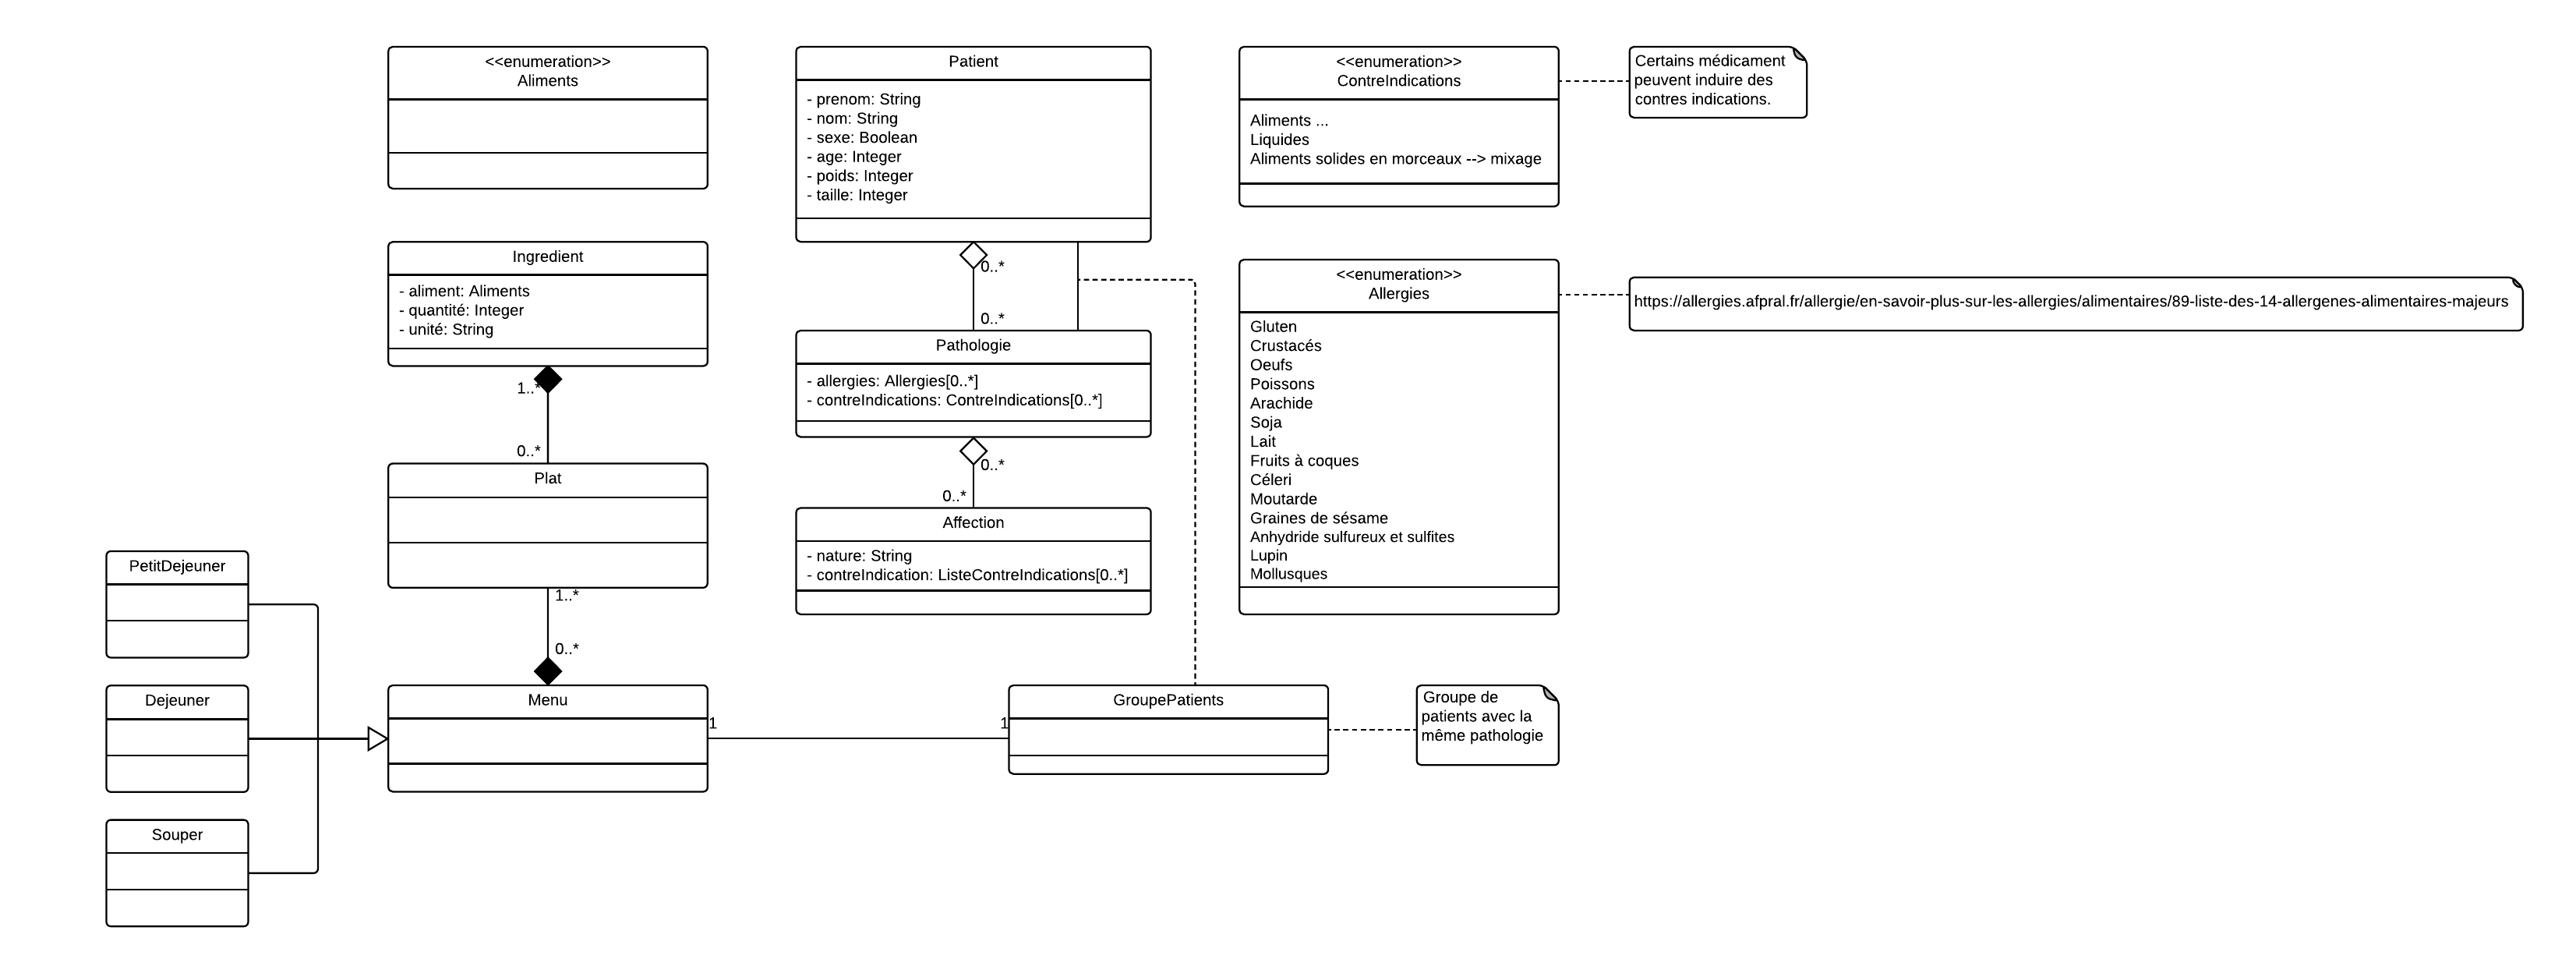 <<enumeration>>
Aliments
Ingredient
- aliment: Aliments
- quantité: Integer
- unité: String
1..*
0..*
Plat
1..*
0..*
PetitDejeuner
Dejeuner
Souper
Menu
1
1
Patient
- prenom: String
- nom: String
- sexe: Boolean
- age: Integer
- poids: Integer
- taille: Integer
0..*
0..*
Pathologie
- allergies: Allergies[0..*]
- contreIndications: ContreIndications[0..*]
0..*
0..*
Affection
- nature: String
- contreIndication: ListeContreIndications[0..*]
GroupePatients
Groupe de
patients avec la
même pathologie
<<enumeration>>
ContreIndications
Aliments ...
Liquides
Aliments solides en morceaux --> mixage
Certains médicament
peuvent induire des
contres indications.
<<enumeration>>
Allergies
Gluten
Crustacés
Oeufs
Poissons
Arachide
Soja
Lait
Fruits à coques
Céleri
Moutarde
Graines de sésame
Anhydride sulfureux et sulfites
Lupin
Mollusques
https://allergies.afpral.fr/allergie/en-savoir-plus-sur-les-allergies/alimentaires/89-liste-des-14-allergenes-alimentaires-majeurs